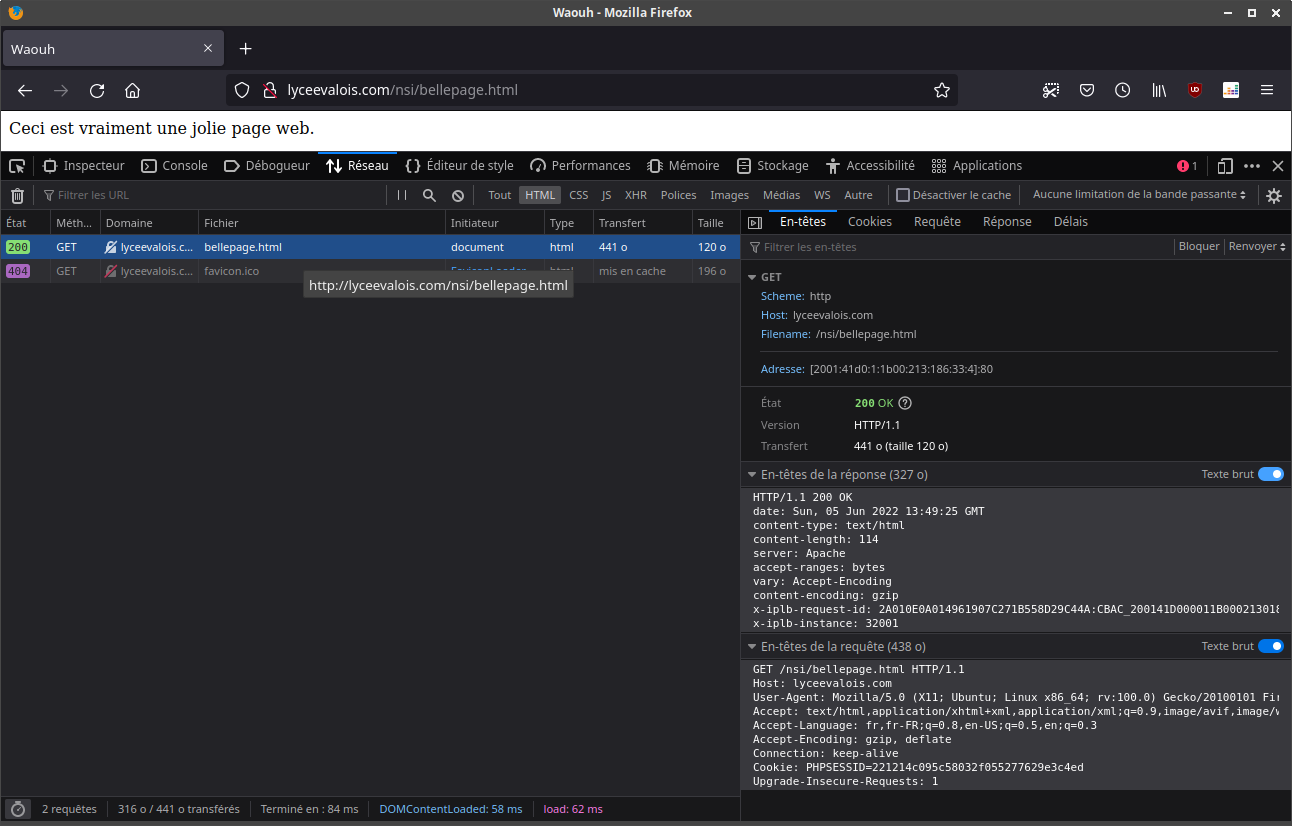 Waouh - Mozilla Firefox
Waouh
lyceevalois.com/nsi/bellepage.html
Ceci est vraiment une jolie page web.
Inspecteur Console Débogueur Réseau Éditeur de style Performances Mémoire Stockage Accessibilité Applications 1
Filtrer les URL Tout HTML CSS JS XHR Polices Images Médias WS Autre Désactiver le cache Aucune limitation de la bande passante
État Méth... Domaine Fichier Initiateur Type Transfert Taille
200 GET lyceevalois.c... bellepage.html document html 441 o 120 o
404 GET lyceevalois.c... favicon.ico html mis en cache 196 o
http://lyceevalois.com/nsi/bellepage.html
En-têtes Cookies Requête Réponse Délais
Filtrer les en-têtes Bloquer Renvoyer
GET
Scheme: http
Host: lyceevalois.com
Filename: /nsi/bellepage.html
Adresse: [2001:41d0:1:1b00:213:186:33:4]:80
État 200 OK
Version HTTP/1.1
Transfert 441 o (taille 120 o)
En-têtes de la réponse (327 o) Texte brut
HTTP/1.1 200 OK
date: Sun, 05 Jun 2022 13:49:25 GMT
content-type: text/html
content-length: 114
server: Apache
accept-ranges: bytes
vary: Accept-Encoding
content-encoding: gzip
x-iplb-request-id: 2A010E0A014961907C271B558D29C44A:CBAC_200141D000011B000213018
x-iplb-instance: 32001
En-têtes de la requête (438 o) Texte brut
GET /nsi/bellepage.html HTTP/1.1
Host: lyceevalois.com
User-Agent: Mozilla/5.0 (X11; Ubuntu; Linux x86_64; rv:100.0) Gecko/20100101 Fir
Accept: text/html,application/xhtml+xml,application/xml;q=0.9,image/avif,image/w
Accept-Language: fr,fr-FR;q=0.8,en-US;q=0.5,en;q=0.3
Accept-Encoding: gzip, deflate
Connection: keep-alive
Cookie: PHPSESSID=221214c095c58032f055277629e3c4ed
Upgrade-Insecure-Requests: 1
2 requêtes 316 o / 441 o transférés Terminé en : 84 ms DOMContentLoaded: 58 ms load: 62 ms